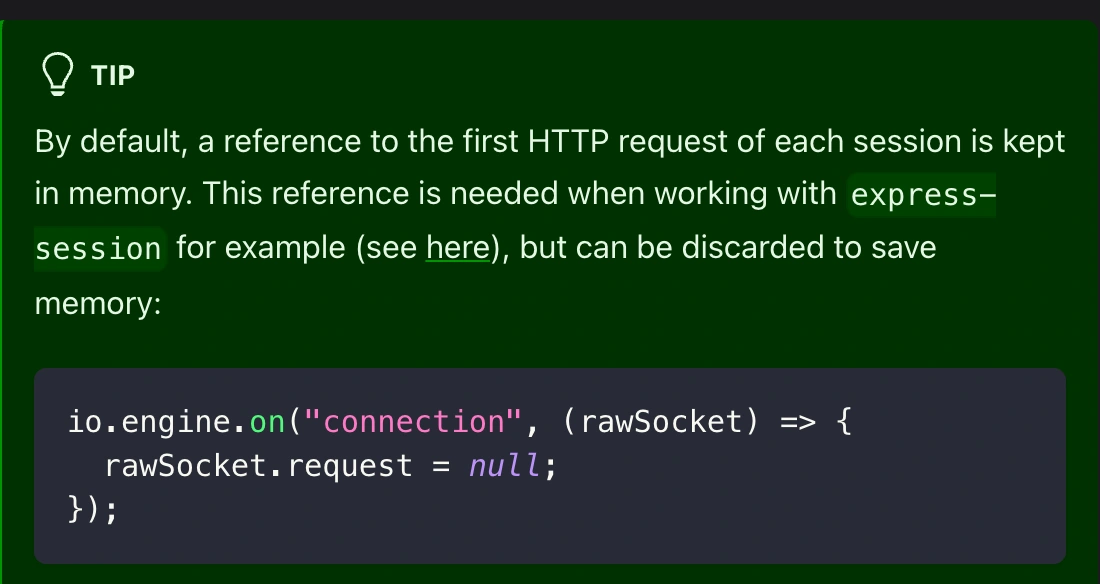 TIP
By default, a reference to the first HTTP request of each session is kept
in memory. This reference is needed when working with express-
session for example (see here), but can be discarded to save
memory:
io.engine.on("connection", (rawSocket) => {
  rawSocket.request = null;
});